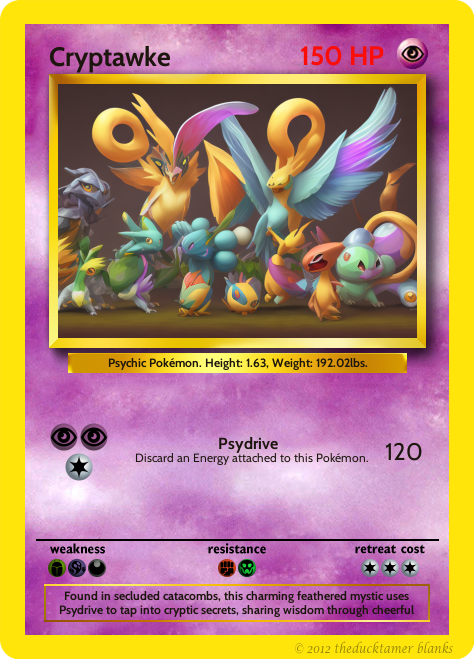 Cryptawke 150 HP
Psychic Pokémon. Height: 1.63, Weight: 192.02lbs.
Psydrive 120
Discard an Energy attached to this Pokémon.
weakness resistance retreat cost
Found in secluded catacombs, this charming feathered mystic uses
Psydrive to tap into cryptic secrets, sharing wisdom through cheerful
© 2012 theducktamer blanks